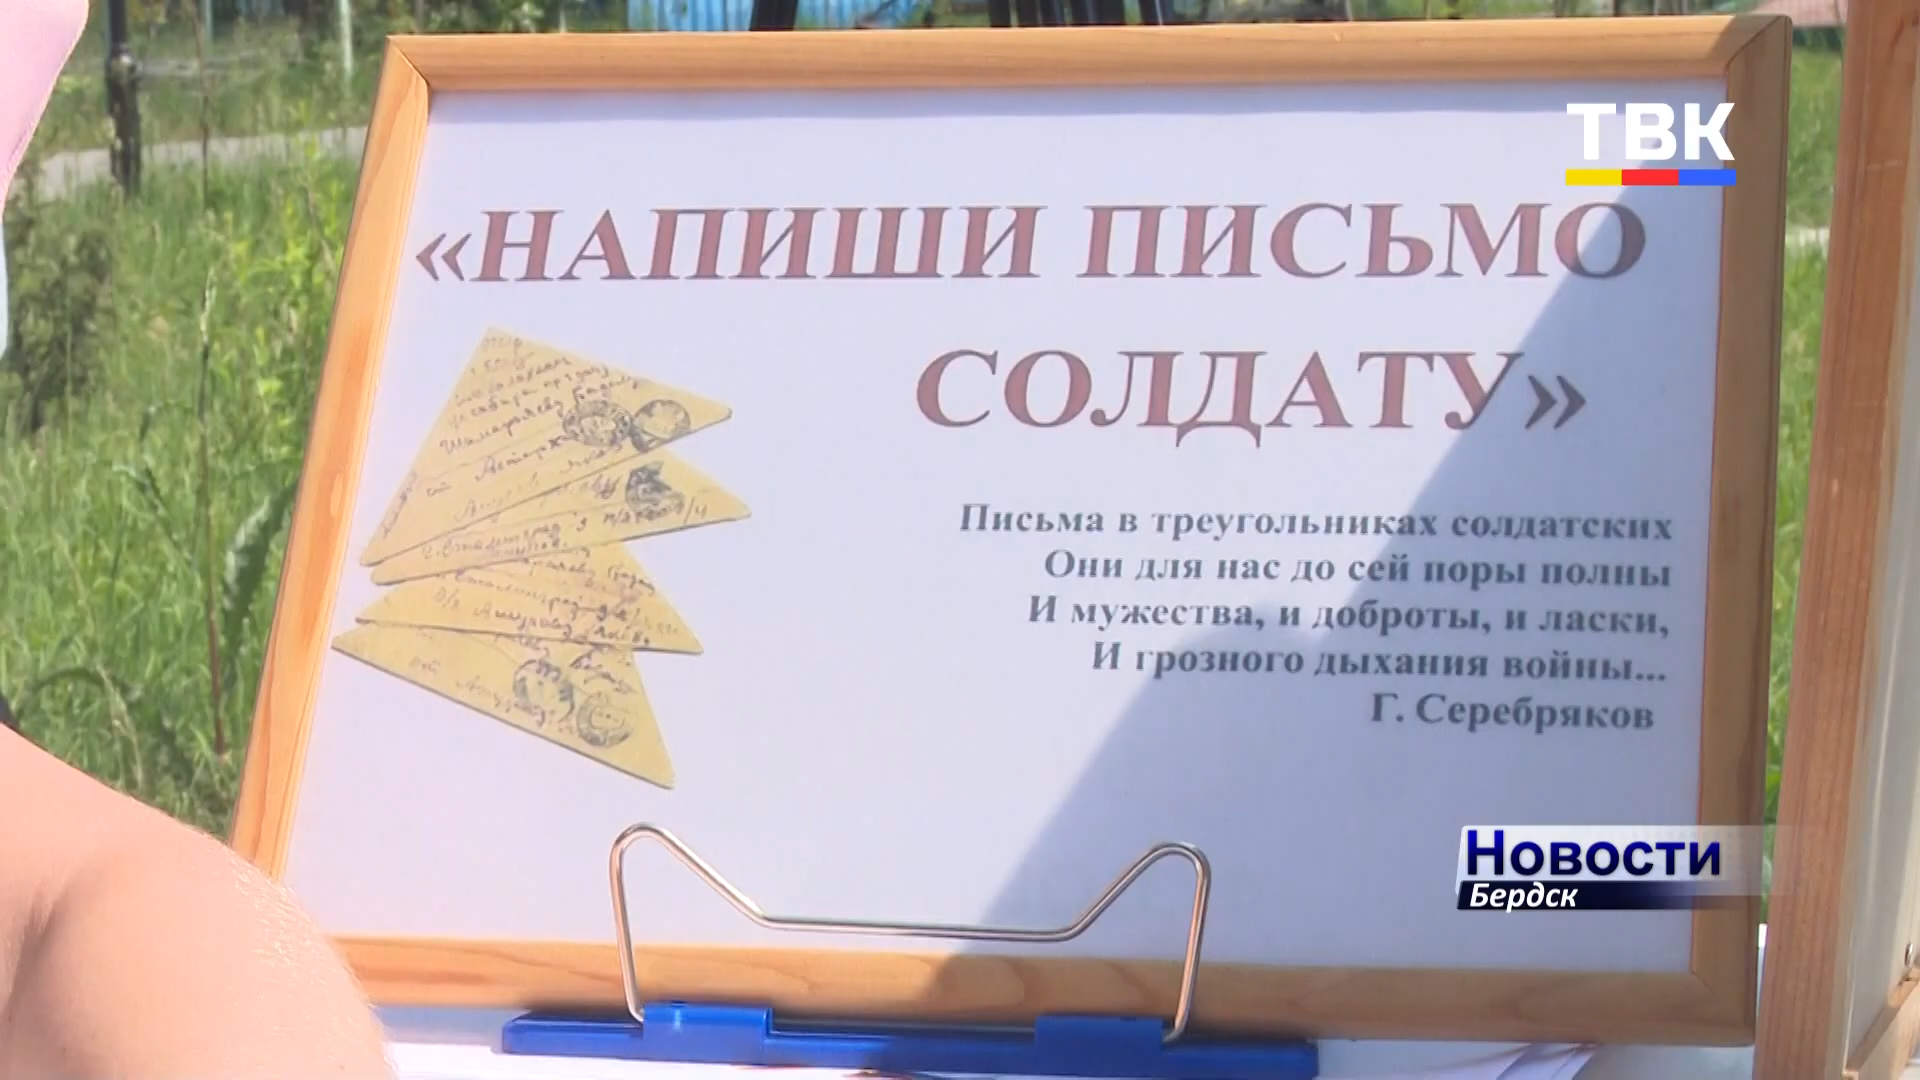 ТВК
«НАПИШИ ПИСЬМО
СОЛДАТУ»
Письма в треугольниках солдатских
Они для нас до сей поры полны
И мужества, и доброты, и ласки,
И грозного дыхания войны...
Г. Серебряков
Новости
Бердск